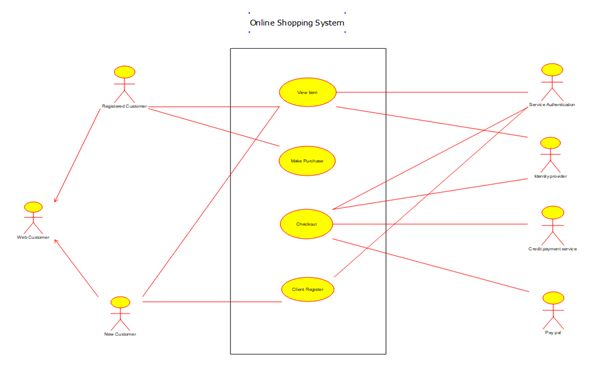 Online Shopping System
View Item
Registered Customer
Service Authentication
Make Purchase
Identity provider
Web Customer
Checkout
Credit payment service
Client Register
New Customer
Pay pal